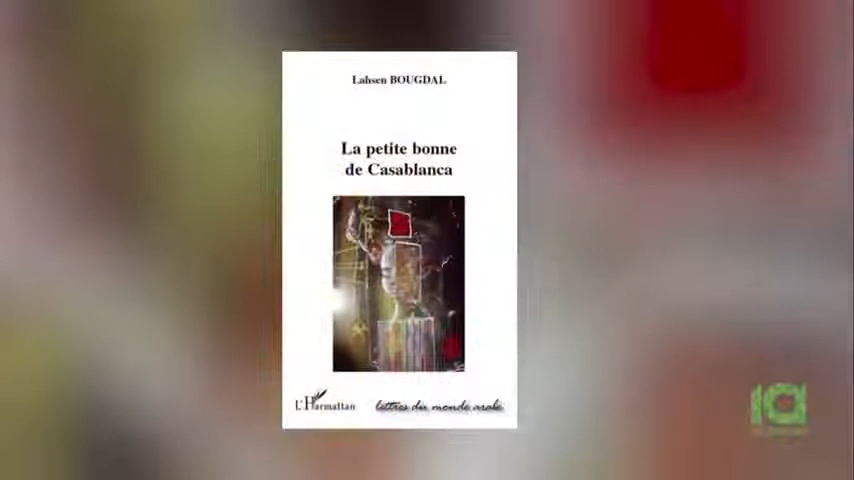 Lahsen BOUGDAL
La petite bonne
de Casablanca
L'Harmattan
lettres du monde arabe